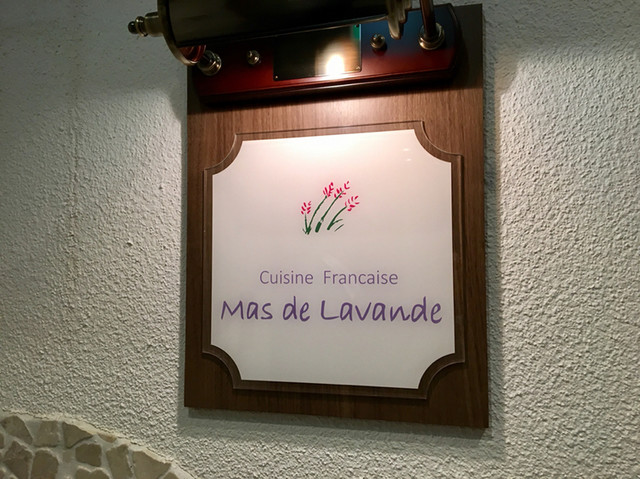 Cuisine Francaise
Mas de Lavande